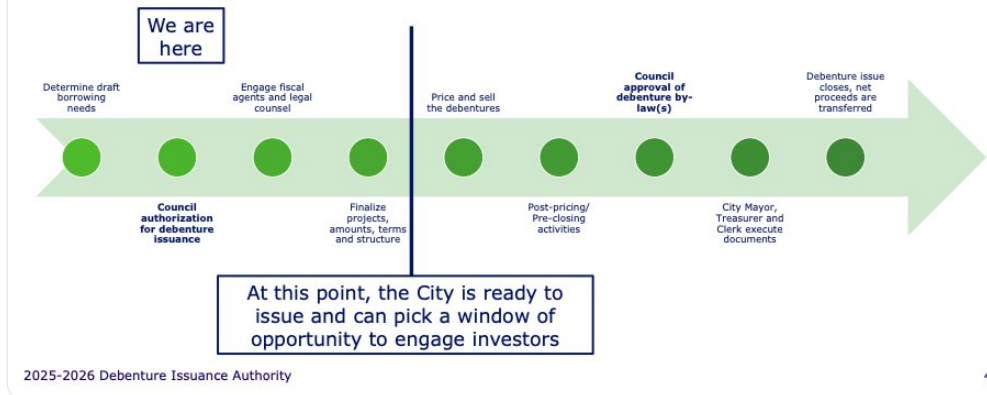 We are
here
Determine draft
borrowing
needs
Council
authorization
for debenture
issuance
Engage fiscal
agents and legal
counsel
Finalize
projects,
amounts, terms
and structure
Price and sell
the debentures
Post-pricing/
Pre-closing
activities
Council
approval of
debenture by-
law(s)
City Mayor,
Treasurer and
Clerk execute
documents
Debenture issue
closes, net
proceeds are
transferred
At this point, the City is ready to
issue and can pick a window of
opportunity to engage investors
2025-2026 Debenture Issuance Authority